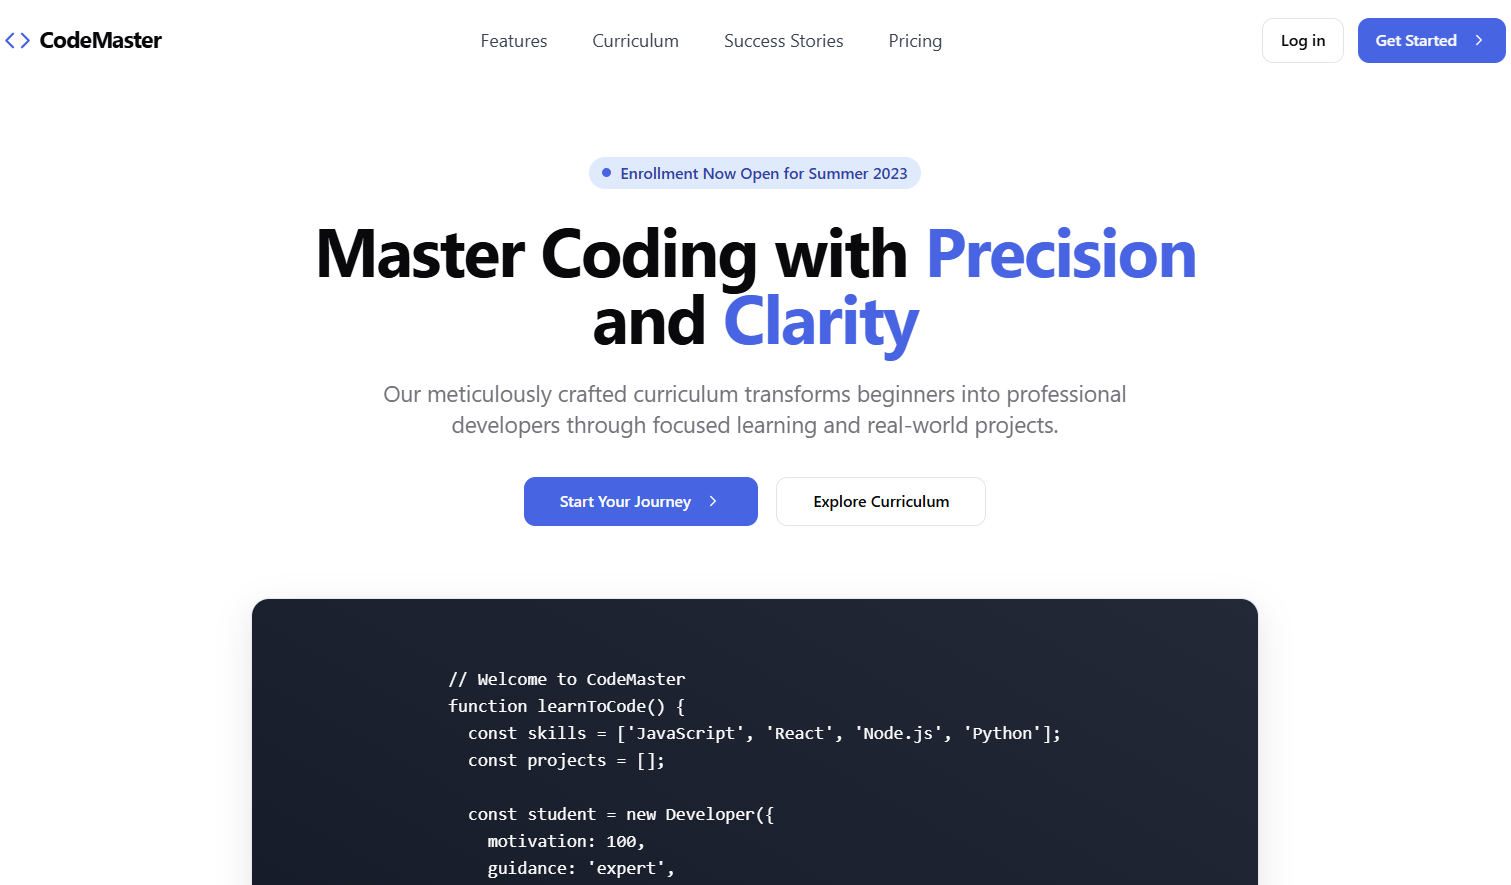 CodeMaster
Features
Curriculum
Success Stories
Pricing
Log in
Get Started
Enrollment Now Open for Summer 2023
Master Coding with Precision
and Clarity
Our meticulously crafted curriculum transforms beginners into professional
developers through focused learning and real-world projects.
Start Your Journey
Explore Curriculum
// Welcome to CodeMaster
function learnToCode() {
  const skills = ['JavaScript', 'React', 'Node.js', 'Python'];
  const projects = [];
  const student = new Developer({
    motivation: 100,
    guidance: 'expert',